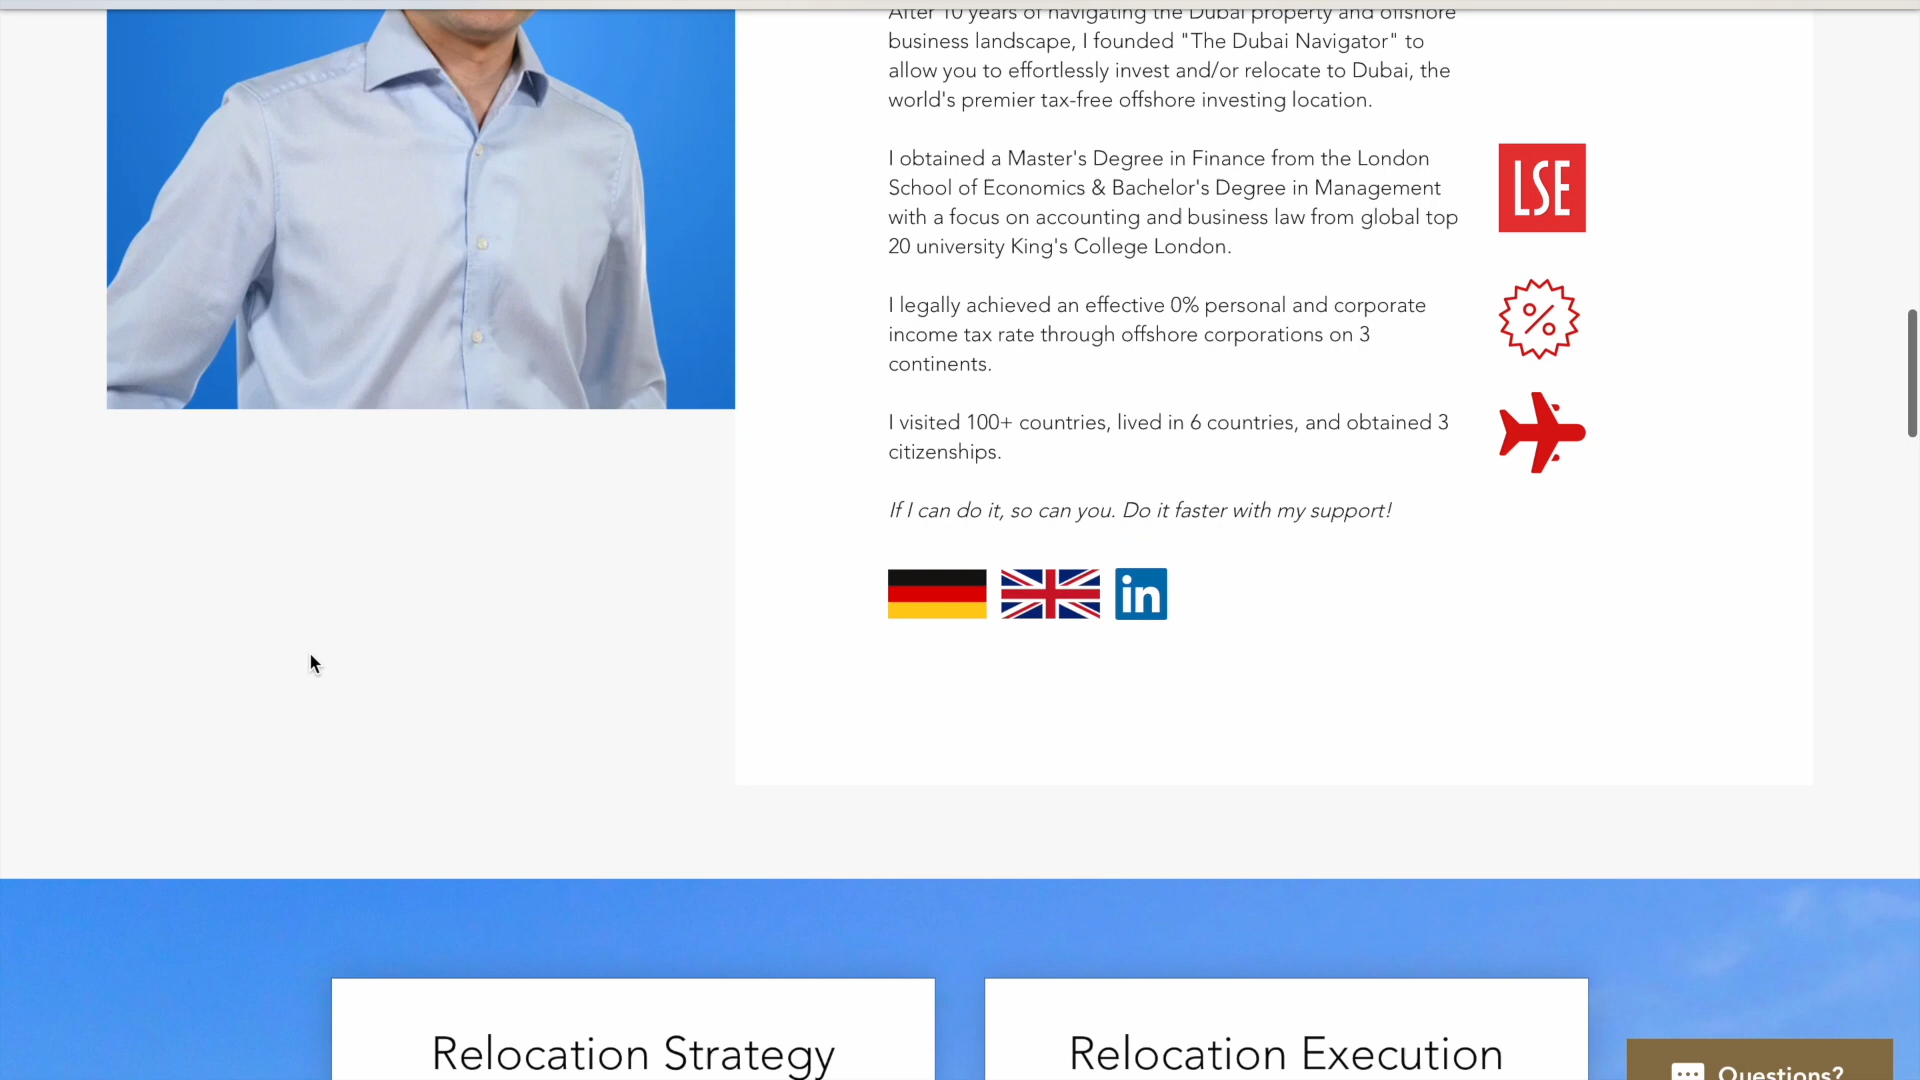 After 10 years of navigating the Dubai property and offshore
business landscape, I founded "The Dubai Navigator" to
allow you to effortlessly invest and/or relocate to Dubai, the
world's premier tax-free offshore investing location.
I obtained a Master's Degree in Finance from the London
School of Economics & Bachelor's Degree in Management
with a focus on accounting and business law from global top
20 university King's College London.
LSE
I legally achieved an effective 0% personal and corporate
income tax rate through offshore corporations on 3
continents.
%
I visited 100+ countries, lived in 6 countries, and obtained 3
citizenships.
If I can do it, so can you. Do it faster with my support!
in
Relocation Strategy
Relocation Execution
Questions?